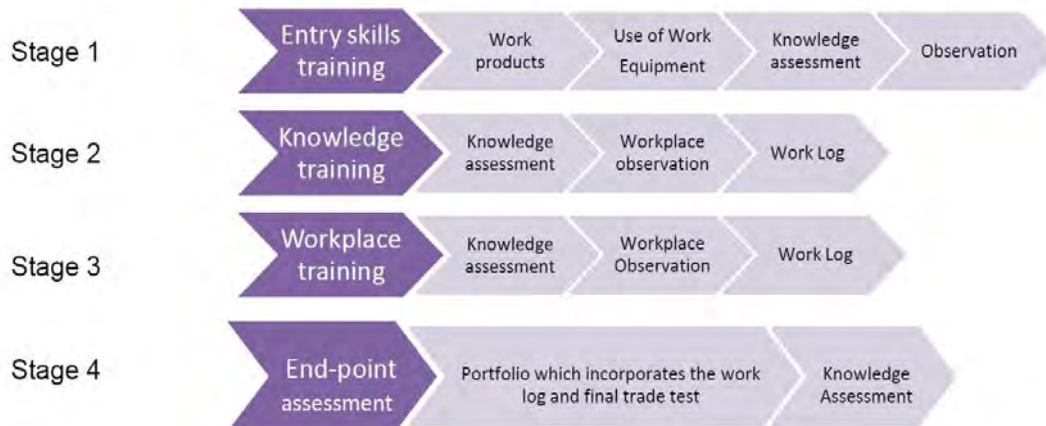 Stage 1
Entry skills
training
Work
products
Use of Work
Equipment
Knowledge
assessment
Observation
Stage 2
Knowledge
training
Knowledge
assessment
Workplace
observation
Work Log
Stage 3
Workplace
training
Knowledge
assessment
Workplace
Observation
Work Log
Stage 4
End-point
assessment
Portfolio which incorporates the work
log and final trade test
Knowledge
Assessment